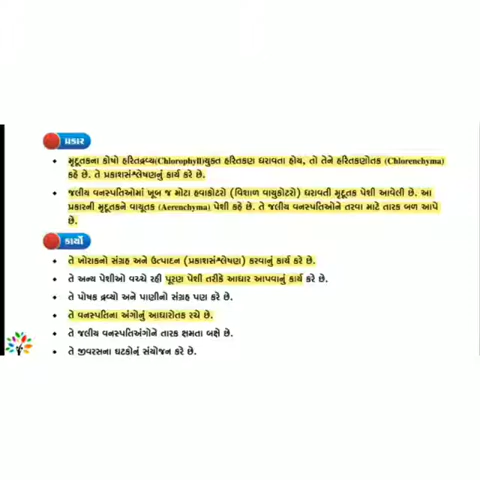 પ્રકાર
• મૃદૂતકના કોષો હરિતદ્રવ્ય(Chlorophyll)યુક્ત હરિતકણ ધરાવતા હોય, તો તેને હરિતકણોતક (Chlorenchyma)
કહે છે. તે પ્રકાશસંશ્લેષણનું કાર્ય કરે છે.
• જલીય વનસ્પતિઓમાં ખૂબ જ મોટા હવાકોટરો (વિશાળ વાયુકોટરો) ધરાવતી મૃદૂતક પેશી આવેલી છે. આ
પ્રકારની મૃદૂતકને વાયૂતક (Aerenchyma) પેશી કહે છે. તે જલીય વનસ્પતિઓને તરવા માટે તારક બળ આપે
છે.
કાર્યો
• તે ખોરાકનો સંગ્રહ અને ઉત્પાદન (પ્રકાશસંશ્લેષણ) કરવાનું કાર્ય કરે છે.
• તે અન્ય પેશીઓ વચ્ચે રહી પૂરણ પેશી તરીકે આધાર આપવાનું કાર્ય કરે છે.
• તે પોષક દ્રવ્યો અને પાણીનો સંગ્રહ પણ કરે છે.
• તે વનસ્પતિના અંગોનું આધારોતક રચે છે.
• તે જલીય વનસ્પતિઅંગોને તારક ક્ષમતા બક્ષે છે.
• તે જીવરસના ઘટકોનું સંયોજન કરે છે.